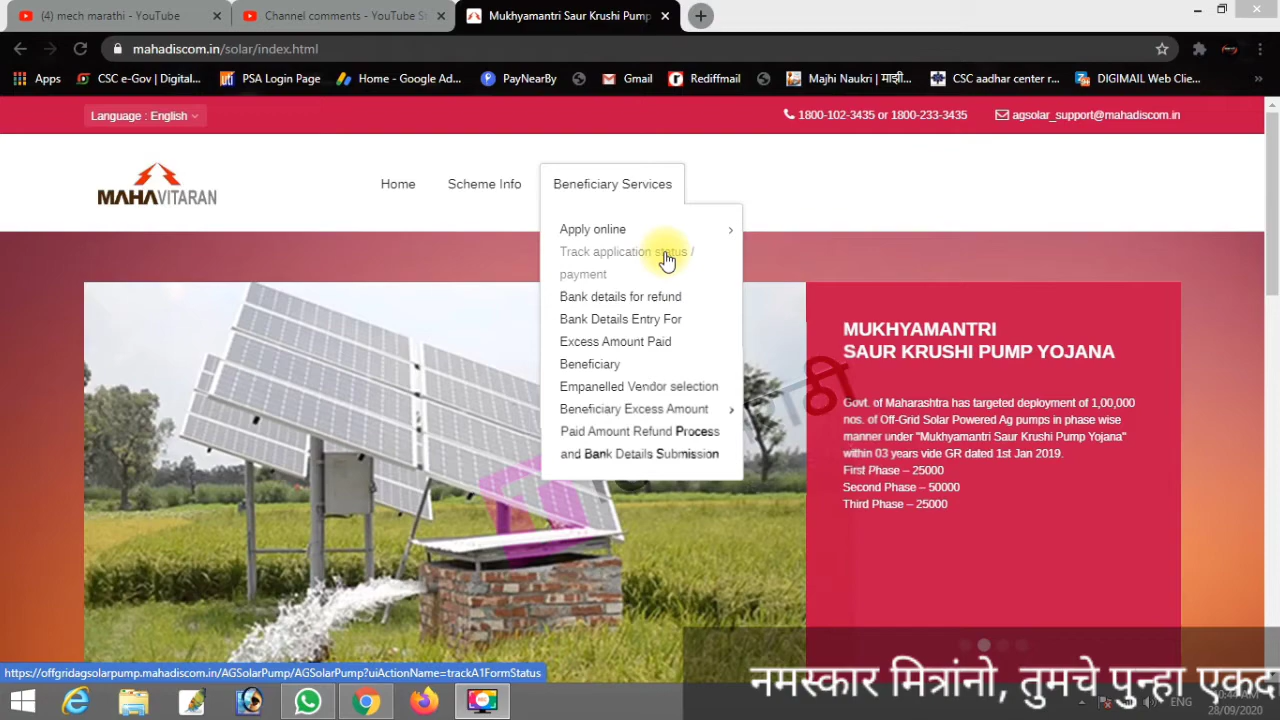 (4) mech marathi - YouTube
Channel comments - YouTube S
Mukhyamantri Saur Krushi Pump
mahadiscom.in/solar/index.html
Apps
CSC e-Gov | Digital...
PSA Login Page
Home - Google Ad...
PayNearBy
Gmail
Rediffmail
Majhi Naukri | माझी...
CSC aadhar center r...
DIGIMAIL Web Clie...
»
Language : English
1800-102-3435 or 1800-233-3435
agsolar_support@mahadiscom.in
MAHAVITARAN
Home
Scheme Info
Beneficiary Services
Apply online
Track application status /
payment
Bank details for refund
Bank Details Entry For
Excess Amount Paid
Beneficiary
Empanelled Vendor selection
Beneficiary Excess Amount
Paid Amount Refund Process
and Bank Details Submission
MUKHYAMANTRI
SAUR KRUSHI PUMP YOJANA
Govt. of Maharashtra has targeted deployment of 1,00,000
nos. of Off-Grid Solar Powered Ag pumps in phase wise
manner under "Mukhyamantri Saur Krushi Pump Yojana"
within 03 years vide GR dated 1st Jan 2019.
First Phase – 25000
Second Phase – 50000
Third Phase – 25000
https://offgridagsolarpump.mahadiscom.in/AGSolarPump/AGSolarPump?uiActionName=trackA1FormStatus
नमस्कार मित्रांनो, तुमचे पुन्हा एकद
ENG
10:44 AM
28/09/2020